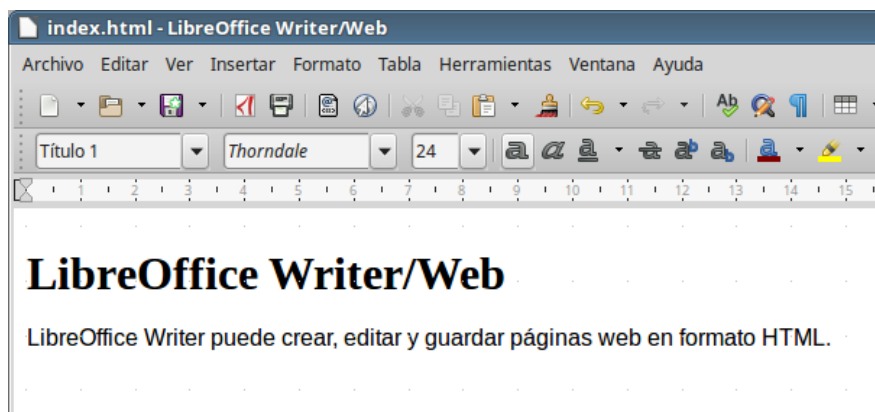 index.html - LibreOffice Writer/Web
Archivo Editar Ver Insertar Formato Tabla Herramientas Ventana Ayuda
Título 1 Thorndale 24
1 2 3 4 5 6 7 8 9 10 11 12 13 14 15
LibreOffice Writer/Web
LibreOffice Writer puede crear, editar y guardar páginas web en formato HTML.